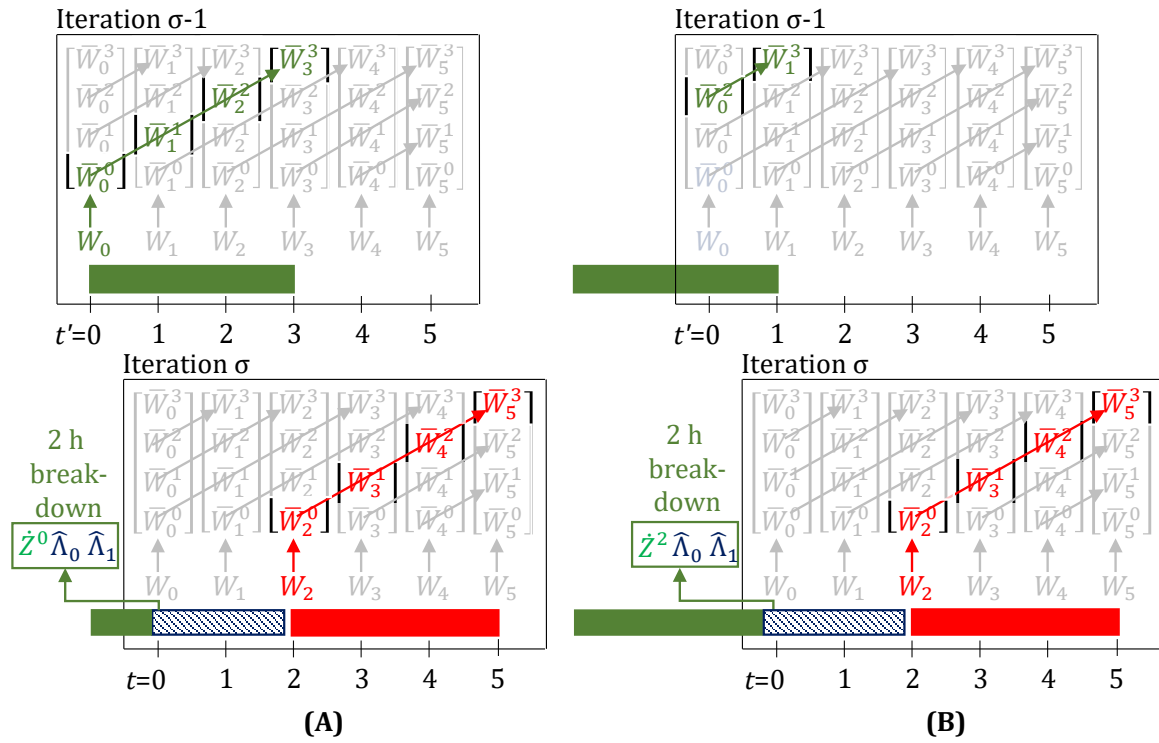 Iteration σ-1
W̅₀³ W̅₁³ W̅₂³ W̅₃³ W̅₄³ W̅₅³
W̅₀² W̅₁² W̅₂² W̅₃² W̅₄² W̅₅²
W̅₀¹ W̅₁¹ W̅₂¹ W̅₃¹ W̅₄¹ W̅₅¹
W̅₀⁰ W̅₁⁰ W̅₂⁰ W̅₃⁰ W̅₄⁰ W̅₅⁰
W₀ W₁ W₂ W₃ W₄ W₅
t'=0 1 2 3 4 5
Iteration σ
W̅₀³ W̅₁³ W̅₂³ W̅₃³ W̅₄³ W̅₅³
W̅₀² W̅₁² W̅₂² W̅₃² W̅₄² W̅₅²
W̅₀¹ W̅₁¹ W̅₂¹ W̅₃¹ W̅₄¹ W̅₅¹
W̅₀⁰ W̅₁⁰ W̅₂⁰ W̅₃⁰ W̅₄⁰ W̅₅⁰
W₀ W₁ W₂ W₃ W₄ W₅
2 h
break-
down
Ż⁰ Λ̂₀ Λ̂₁
t=0 1 2 3 4 5
(A)
Iteration σ-1
W̅₀³ W̅₁³ W̅₂³ W̅₃³ W̅₄³ W̅₅³
W̅₀² W̅₁² W̅₂² W̅₃² W̅₄² W̅₅²
W̅₀¹ W̅₁¹ W̅₂¹ W̅₃¹ W̅₄¹ W̅₅¹
W̅₀⁰ W̅₁⁰ W̅₂⁰ W̅₃⁰ W̅₄⁰ W̅₅⁰
W₀ W₁ W₂ W₃ W₄ W₅
t'=0 1 2 3 4 5
Iteration σ
W̅₀³ W̅₁³ W̅₂³ W̅₃³ W̅₄³ W̅₅³
W̅₀² W̅₁² W̅₂² W̅₃² W̅₄² W̅₅²
W̅₀¹ W̅₁¹ W̅₂¹ W̅₃¹ W̅₄¹ W̅₅¹
W̅₀⁰ W̅₁⁰ W̅₂⁰ W̅₃⁰ W̅₄⁰ W̅₅⁰
W₀ W₁ W₂ W₃ W₄ W₅
2 h
break-
down
Ż² Λ̂₀ Λ̂₁
t=0 1 2 3 4 5
(B)